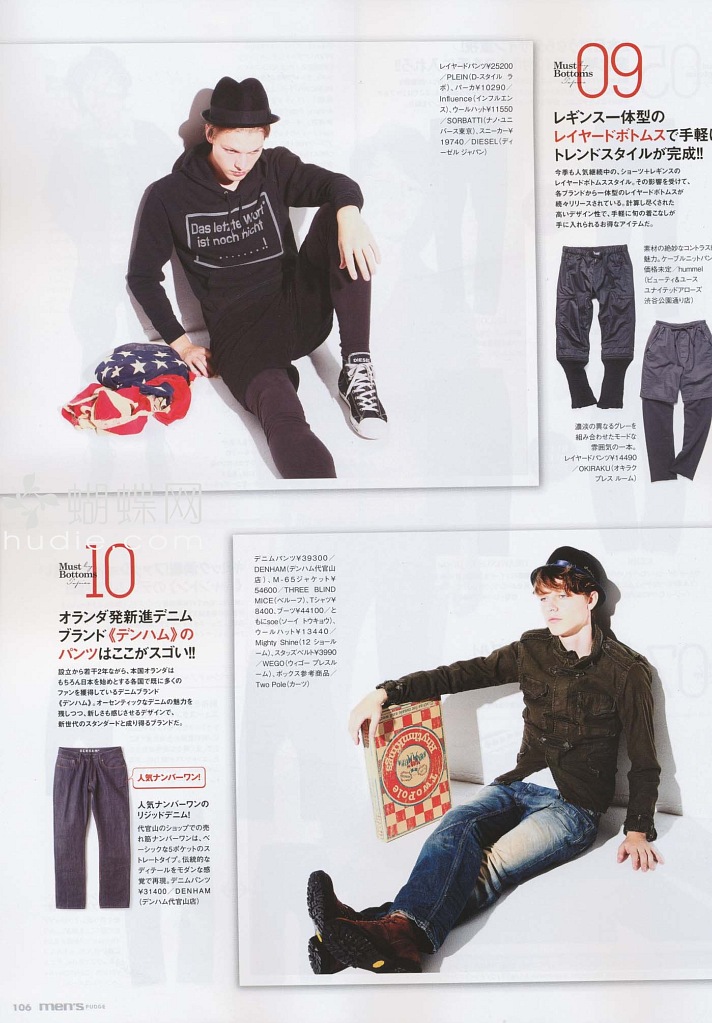 レイヤードパンツ¥25200
／PLEIN(D-スタイル ラ
ボ)、パーカ¥10290／
Influence(インフルエン
ス)、ウールハット¥11550
／SORBATTI(ナノ・ユニ
バース東京)、スニーカー¥
19740／DIESEL(ディ
ーゼル ジャパン)
Must by
Bottoms
09
レギンス一体型の
レイヤードボトムスで手軽に
トレンドスタイルが完成!!
今季も人気継続中の、ショーツ+レギンスの
レイヤードボトムススタイル。その影響を受けて、
各ブランドから一体型のレイヤードボトムスが
続々リリースされている。計算し尽くされた
高いデザイン性で、手軽に旬の着こなしが
手に入れられるお得なアイテムだ。
Das letzte Wort
ist noch nicht
素材の絶妙なコントラスト
魅力。ケーブルニットパン
価格未定／hummel
(ビューティ&ユース
ユナイテッドアローズ
渋谷公園通り店)
DIESEL
濃淡の異なるグレーを
組み合わせたモードな
雰囲気の一本。
レイヤードパンツ¥14490
／OKIRAKU(オキラク
プレス ルーム)
蝴蝶网
hudie.com
Must by
Bottoms
10
オランダ発新進デニム
ブランド《デンハム》の
パンツはここがスゴい!!
設立から若干2年ながら、本国オランダは
もちろん日本を始めとする各国で既に多くの
ファンを獲得しているデニムブランド
《デンハム》。オーセンティックなデニムの魅力を
残しつつ、新しさも感じさせるデザインで、
新世代のスタンダードと成り得るブランドだ。
デニムパンツ¥39300／
DENHAM(デンハム代官山
店)、M-65ジャケット¥
54600／THREE BLIND
MICE(ベルーフ)、Tシャツ¥
8400、ブーツ¥44100／と
もにsoe(ソーイ トウキョウ)、
ウールハット¥13440／
Mighty Shine(12 ショール
ーム)、スタッズベルト¥3990
／WEGO(ウィゴー プレスル
ーム)、ボックス参考商品／
Two Pole(カーツ)
RhythmKings
TwoPole
DENHAM
人気ナンバーワン!
人気ナンバーワンの
リジッドデニム!
代官山のショップでの売
れ筋ナンバーワンは、ベ
ーシックな5ポケットのス
トレートタイプ。伝統的な
ディテールをモダンな感
覚で再現。デニムパンツ
¥31400／DENHAM
(デンハム代官山店)
106 men's FUDGE